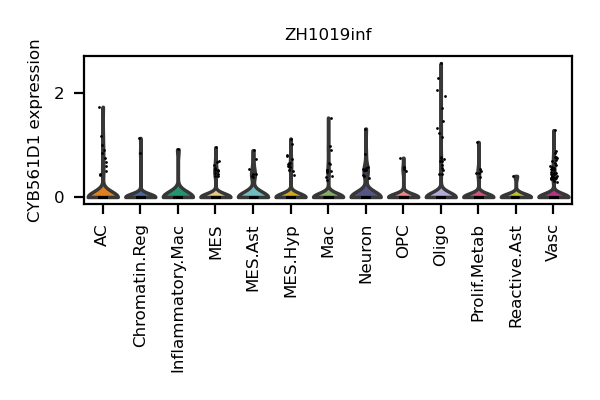 ZH1019inf
CYB561D1 expression
2
0
AC
Chromatin.Reg
Inflammatory.Mac
MES
MES.Ast
MES.Hyp
Mac
Neuron
OPC
Oligo
Prolif.Metab
Reactive.Ast
Vasc